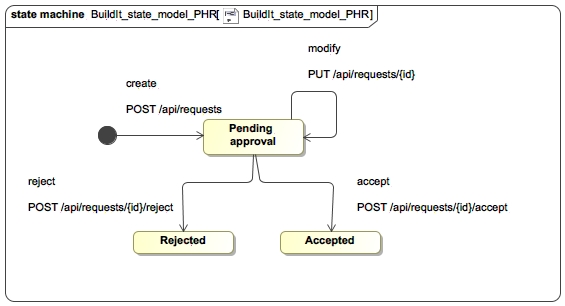 state machine BuildIt_state_model_PHR[ BuildIt_state_model_PHR]
modify
PUT /api/requests/{id}
create
POST /api/requests
Pending
approval
reject
POST /api/requests/{id}/reject
accept
POST /api/requests/{id}/accept
Rejected
Accepted